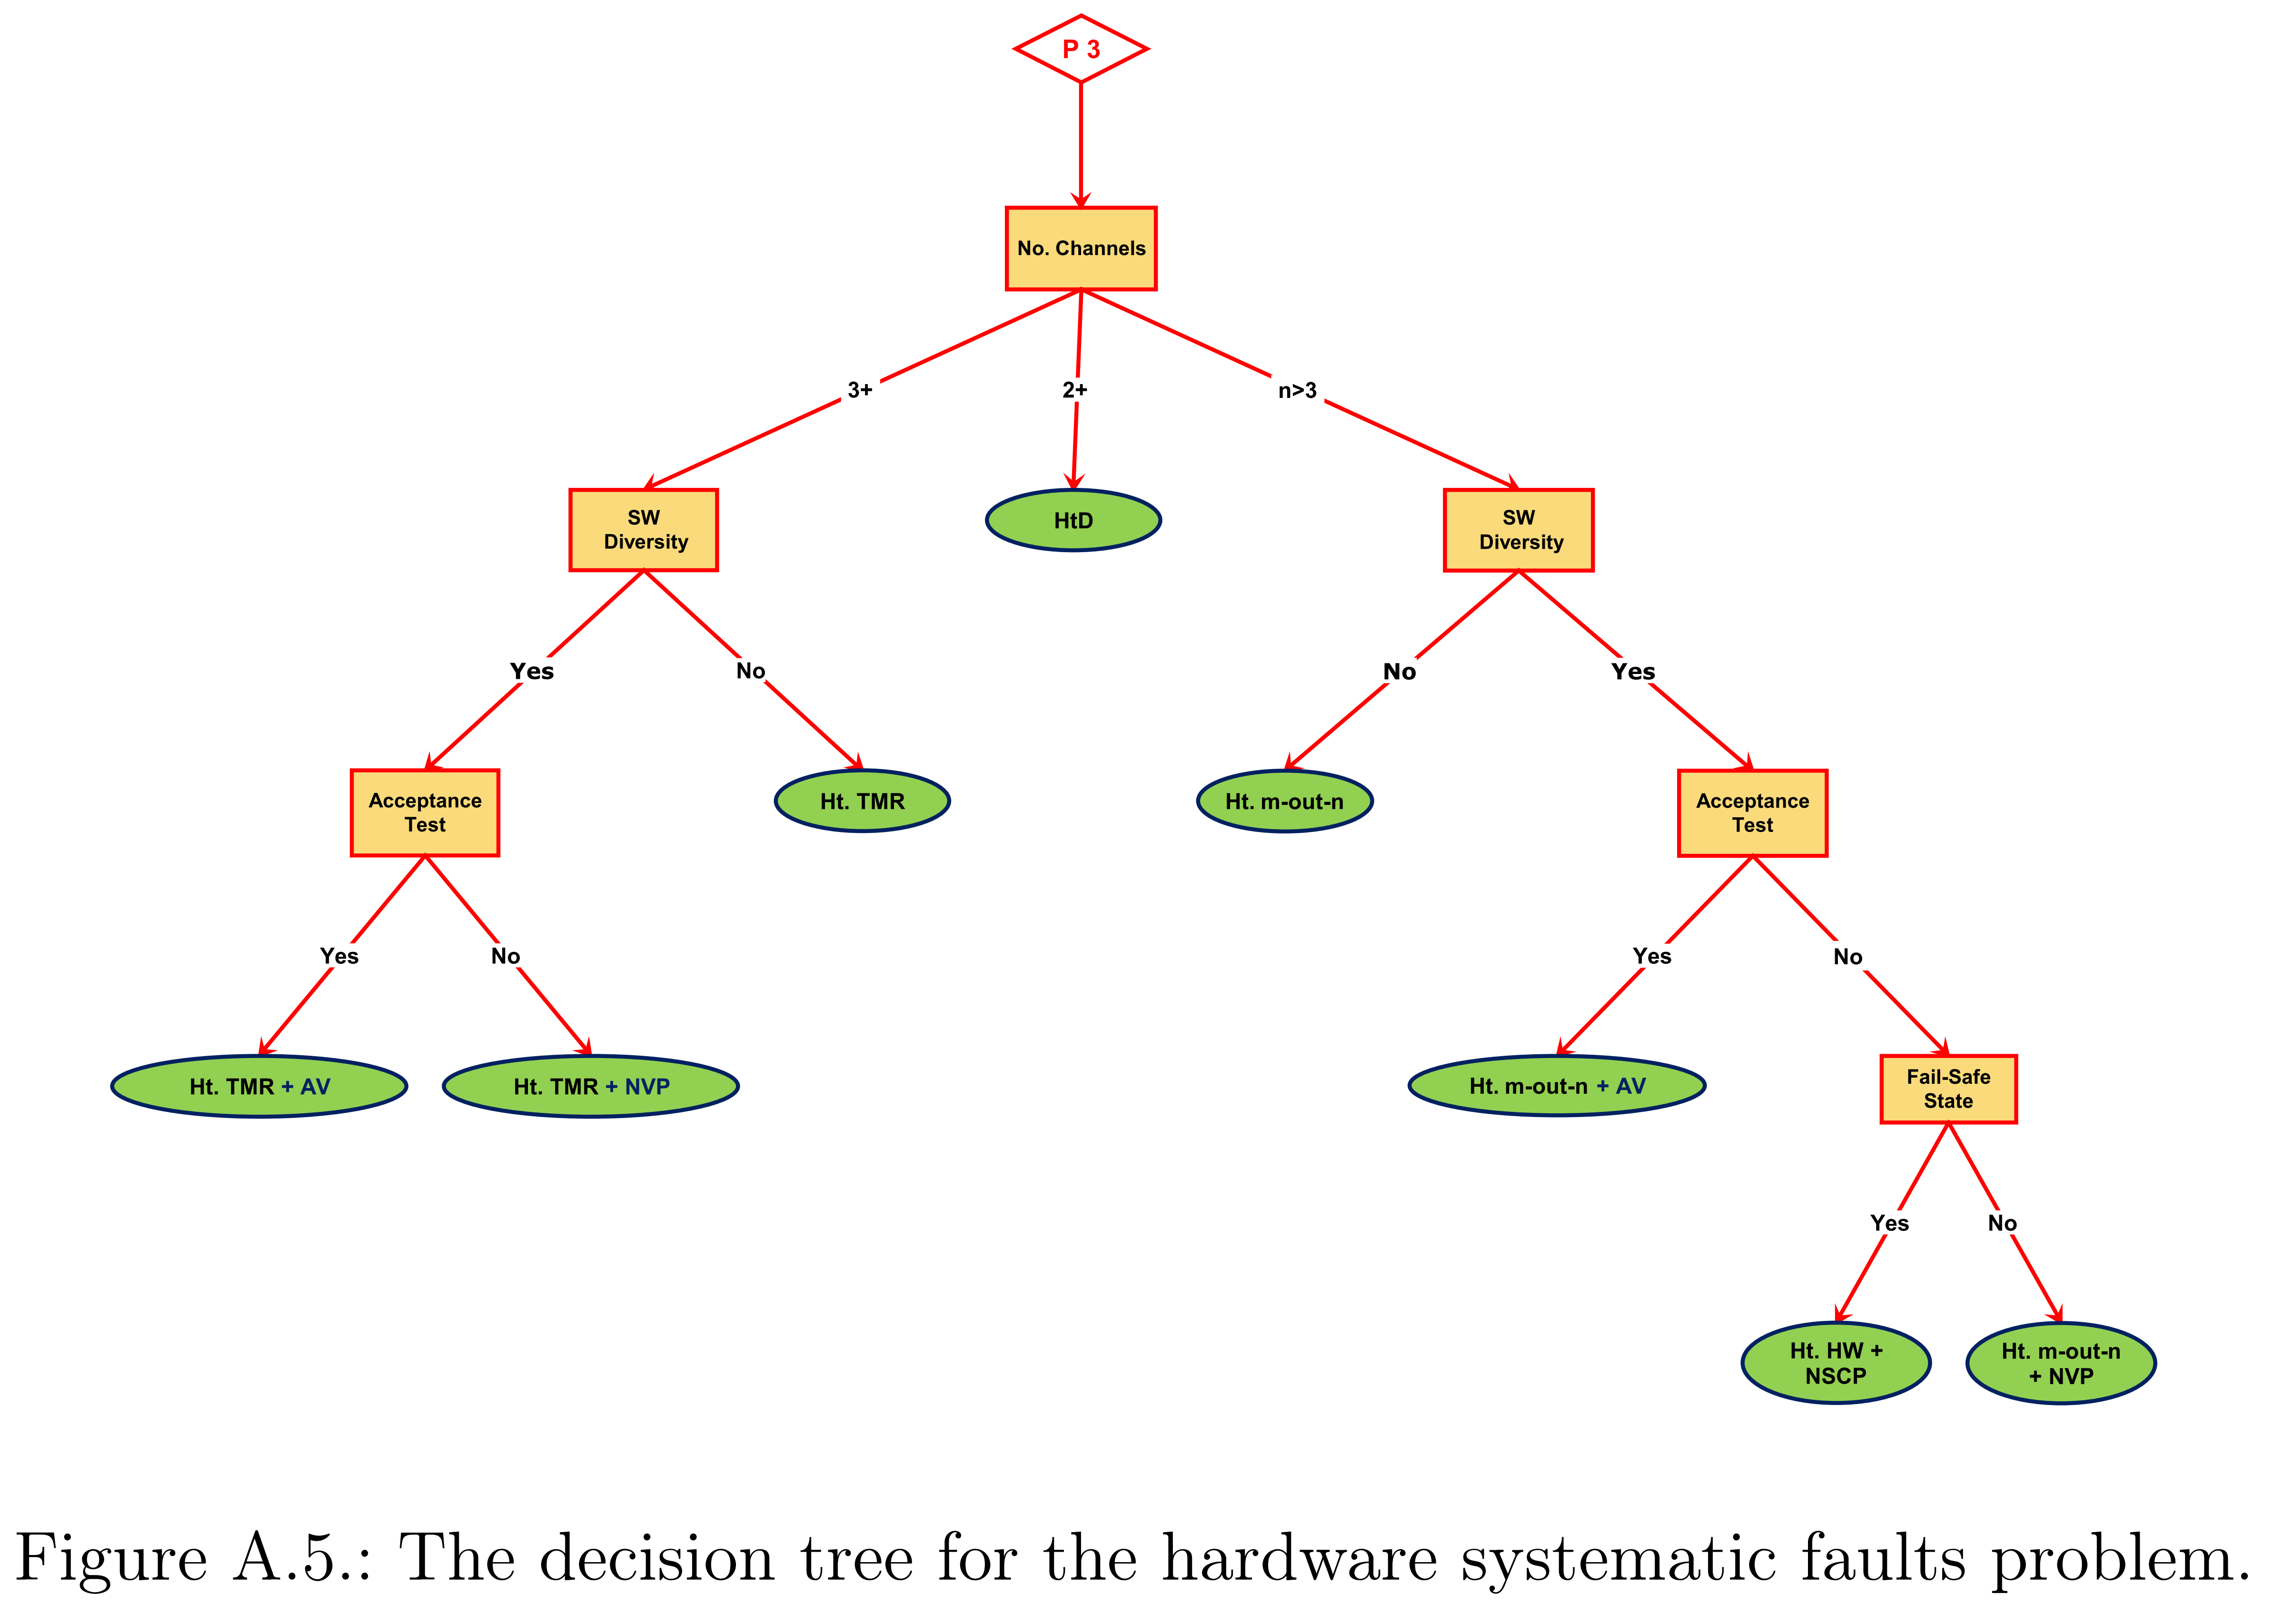 P 3
No. Channels
3+
2+
n>3
SW
Diversity
HtD
SW
Diversity
Yes
No
No
Yes
Acceptance
Test
Ht. TMR
Ht. m-out-n
Acceptance
Test
Yes
No
Yes
No
Ht. TMR + AV
Ht. TMR + NVP
Ht. m-out-n + AV
Fail-Safe
State
Yes
No
Ht. HW +
NSCP
Ht. m-out-n
+ NVP
Figure A.5.: The decision tree for the hardware systematic faults problem.